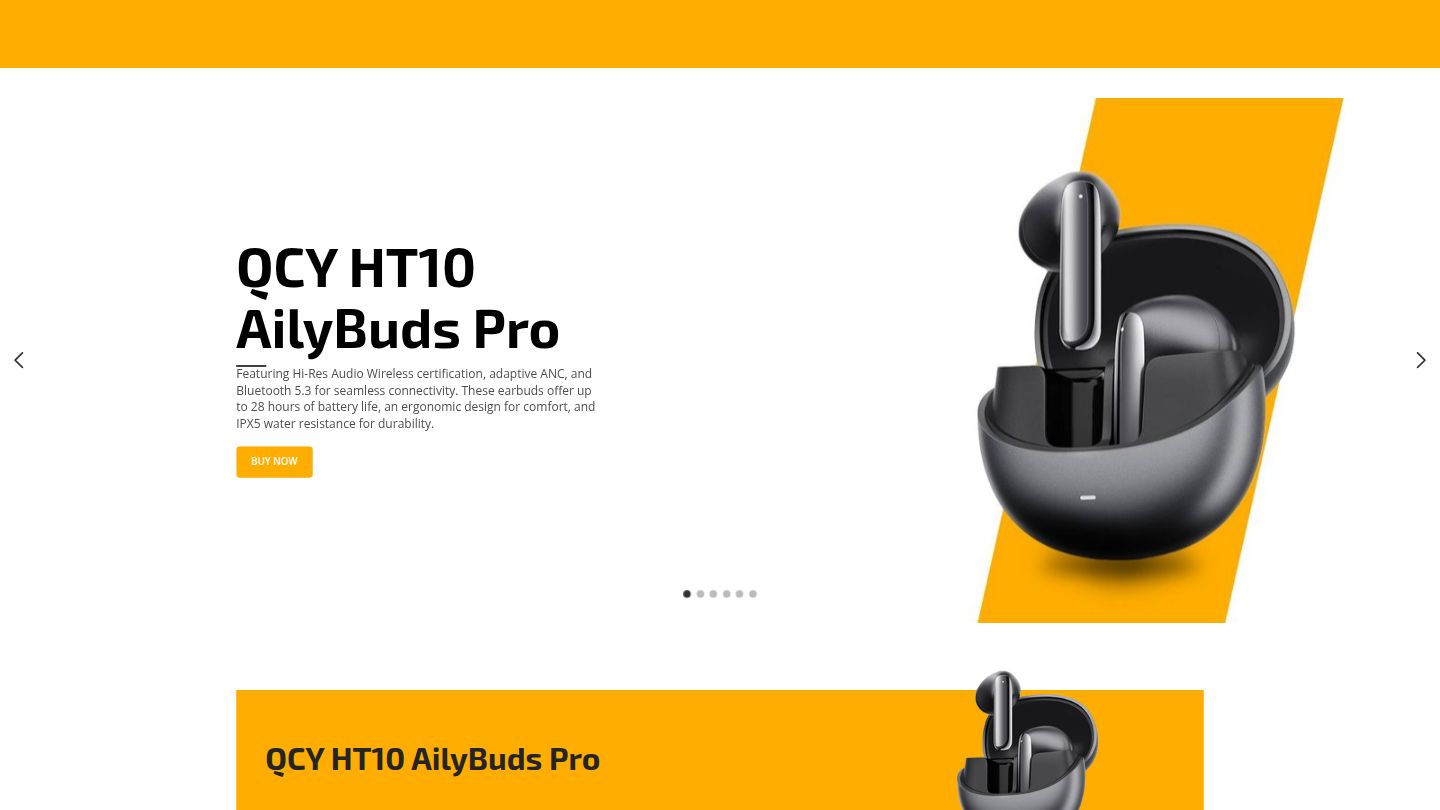 QCY HT10
AilyBuds Pro
Featuring Hi-Res Audio Wireless certification, adaptive ANC, and
Bluetooth 5.3 for seamless connectivity. These earbuds offer up
to 28 hours of battery life, an ergonomic design for comfort, and
IPX5 water resistance for durability.
BUY NOW
QCY HT10 AilyBuds Pro